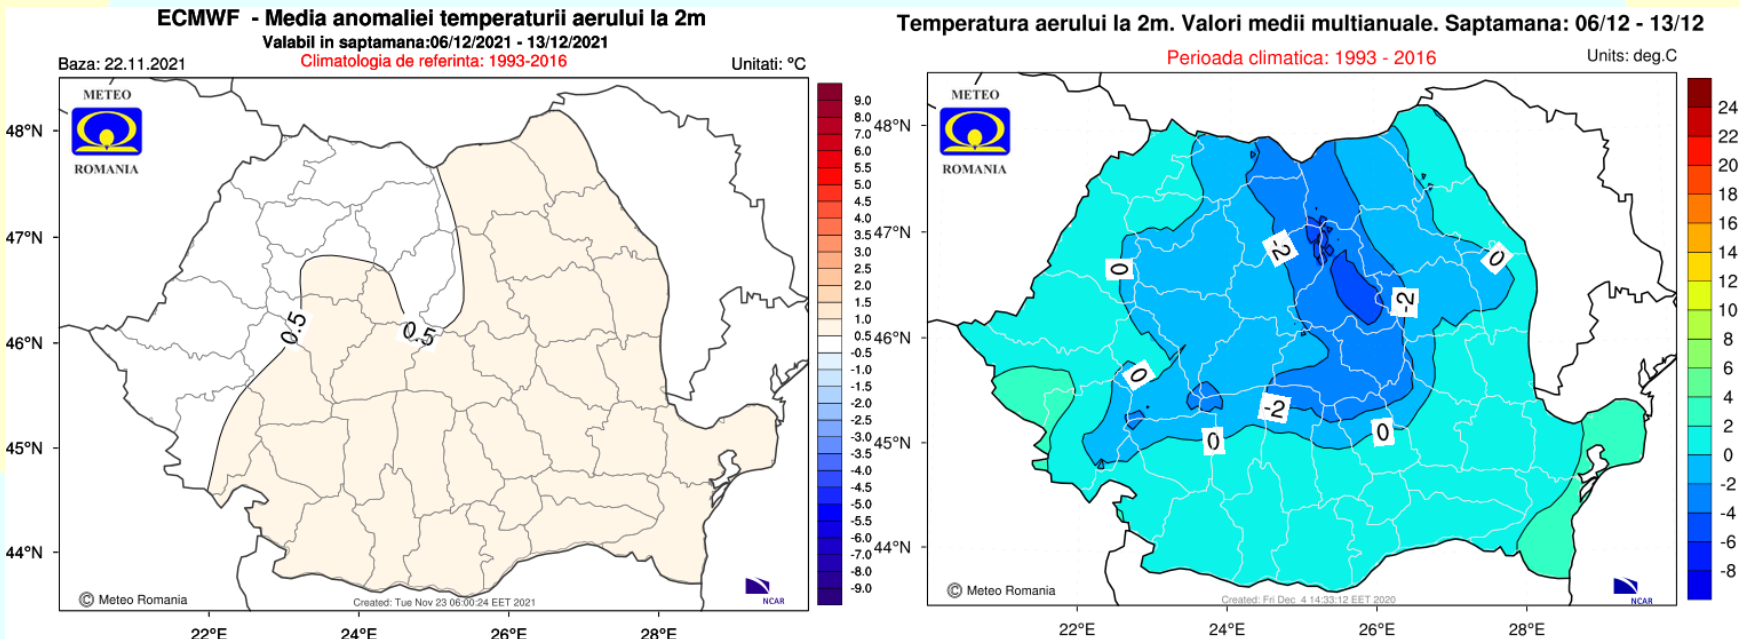 ECMWF - Media anomaliei temperaturii aerului la 2m
Valabil in saptamana:06/12/2021 - 13/12/2021
Climatologia de referinta: 1993-2016
Baza: 22.11.2021
Unitati: °C
METEO
ROMANIA
48°N
47°N
46°N
45°N
44°N
0.5
0.5
© Meteo Romania
Created: Tue Nov 23 06:00:24 EET 2021
NCAR
22°E
24°E
26°E
28°E
9.0
8.0
7.0
6.0
5.5
5.0
4.5
4.0
3.5
3.0
2.5
2.0
1.5
1.0
0.5
-0.5
-1.0
-1.5
-2.0
-2.5
-3.0
-3.5
-4.0
-4.5
-5.0
-5.5
-6.0
-7.0
-8.0
-9.0
Temperatura aerului la 2m. Valori medii multianuale. Saptamana: 06/12 - 13/12
Perioada climatica: 1993 - 2016
Units: deg.C
METEO
ROMANIA
48°N
47°N
46°N
45°N
44°N
0
-2
0
-2
0
-2
0
0
© Meteo Romania
Created: Fri Dec 4 14:33:12 EET 2020
NCAR
22°E
24°E
26°E
28°E
24
22
20
18
16
14
12
10
8
6
4
2
0
-2
-4
-6
-8